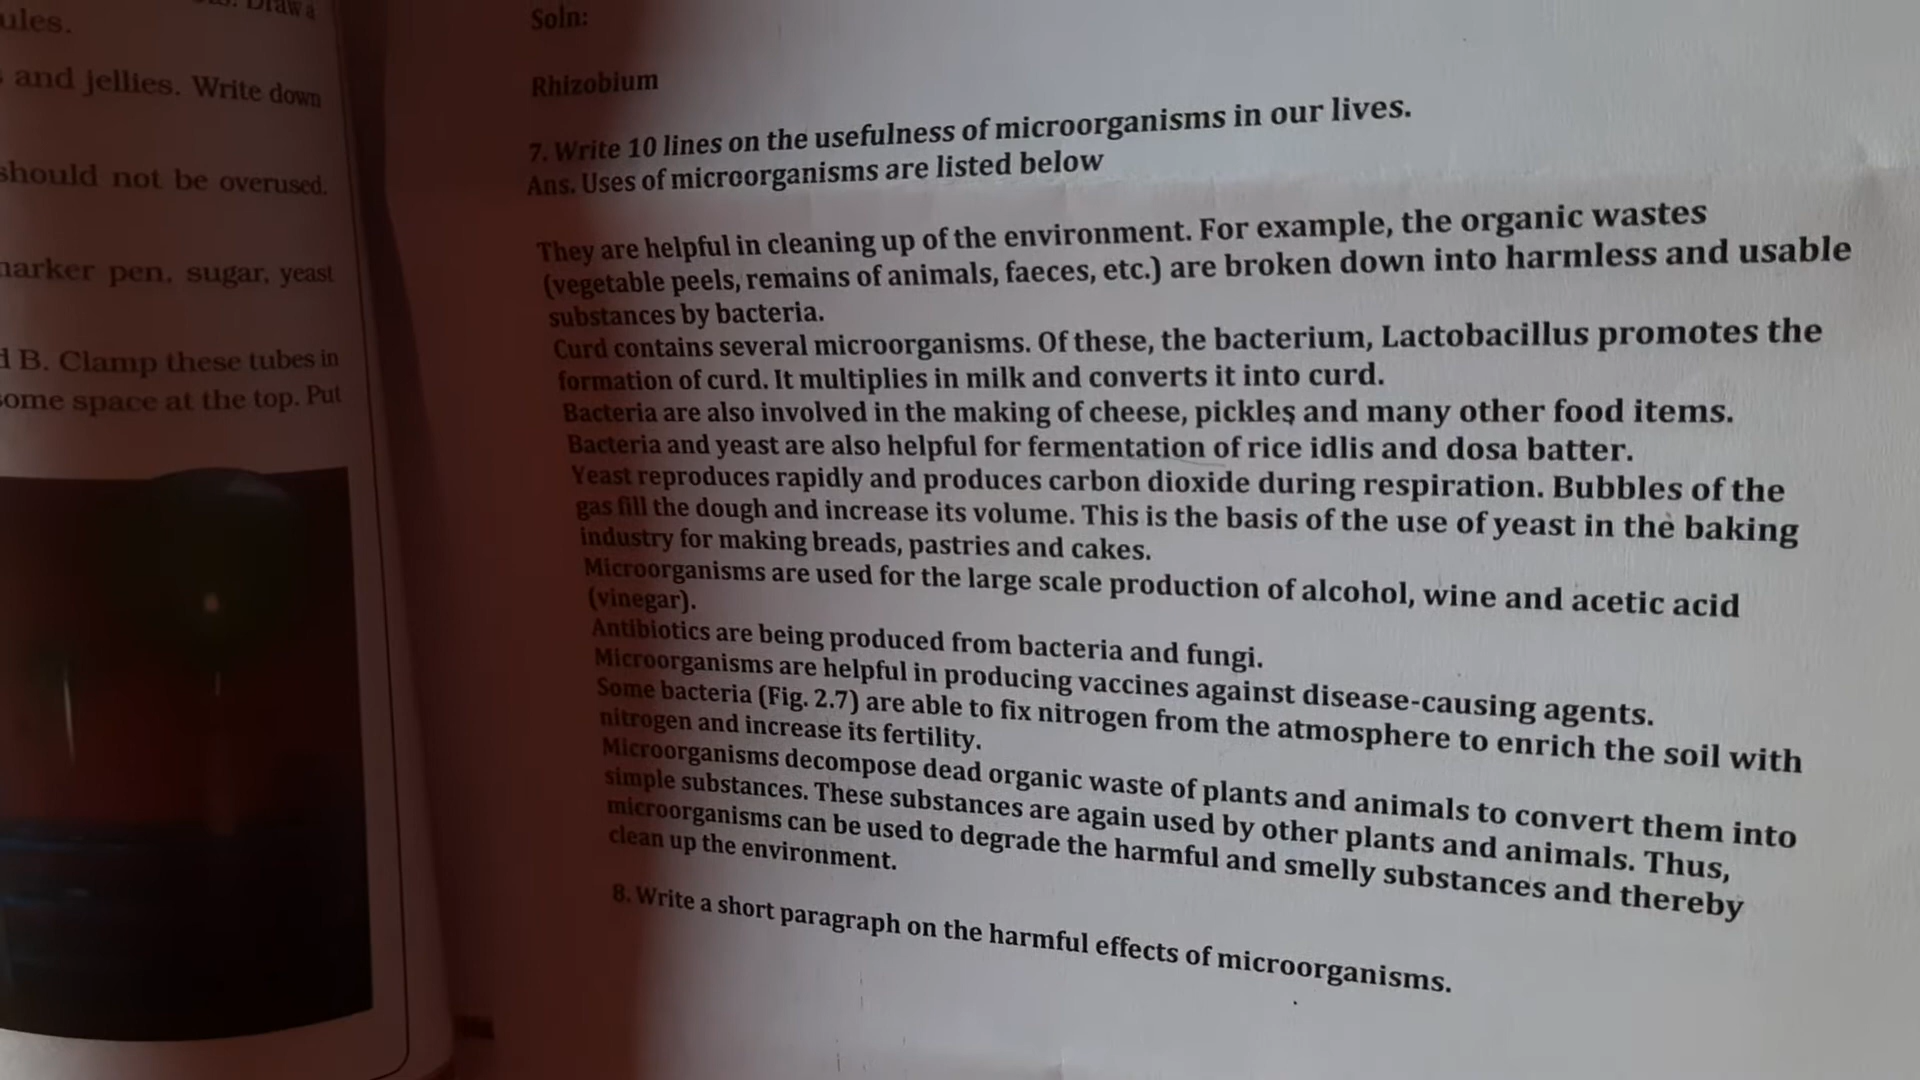 ules.
and jellies. Write down
should not be overused.
marker pen, sugar, yeast
B. Clamp these tubes in
some space at the top. Put
Soln:
Rhizobium
7. Write 10 lines on the usefulness of microorganisms in our lives.
Ans. Uses of microorganisms are listed below
They are helpful in cleaning up of the environment. For example, the organic wastes
(vegetable peels, remains of animals, faeces, etc.) are broken down into harmless and usable
substances by bacteria.
Curd contains several microorganisms. Of these, the bacterium, Lactobacillus promotes the
formation of curd. It multiplies in milk and converts it into curd.
Bacteria are also involved in the making of cheese, pickles and many other food items.
Bacteria and yeast are also helpful for fermentation of rice idlis and dosa batter.
Yeast reproduces rapidly and produces carbon dioxide during respiration. Bubbles of the
gas fill the dough and increase its volume. This is the basis of the use of yeast in the baking
industry for making breads, pastries and cakes.
Microorganisms are used for the large scale production of alcohol, wine and acetic acid
(vinegar).
Antibiotics are being produced from bacteria and fungi.
Microorganisms are helpful in producing vaccines against disease-causing agents.
Some bacteria (Fig. 2.7) are able to fix nitrogen from the atmosphere to enrich the soil with
nitrogen and increase its fertility.
Microorganisms decompose dead organic waste of plants and animals to convert them into
simple substances. These substances are again used by other plants and animals. Thus,
microorganisms can be used to degrade the harmful and smelly substances and thereby
clean up the environment.
8. Write a short paragraph on the harmful effects of microorganisms.